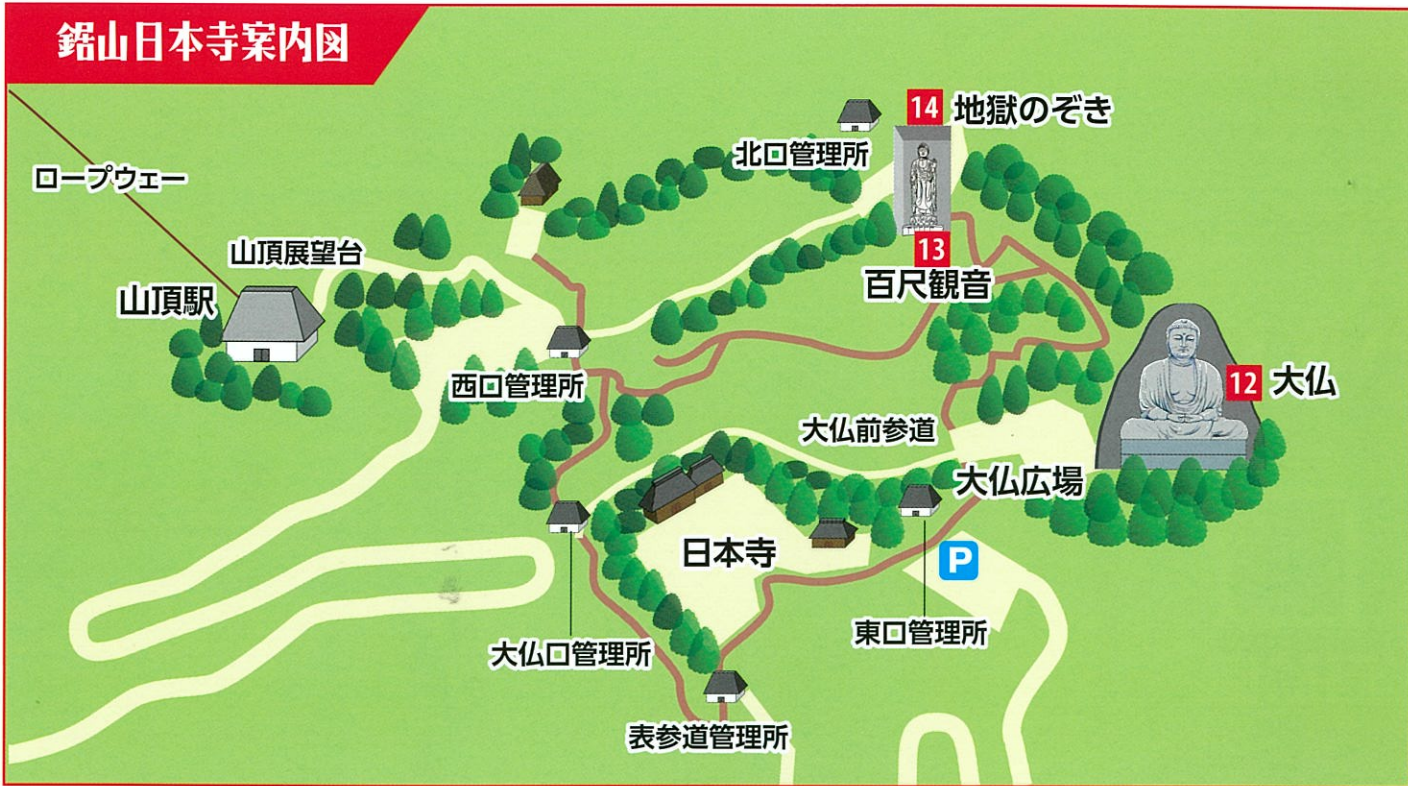 鋸山日本寺案内図
ロープウェー
山頂展望台
山頂駅
北口管理所
14 地獄のぞき
13
百尺観音
西口管理所
12 大仏
大仏前参道
大仏広場
日本寺
P
大仏口管理所
東口管理所
表参道管理所